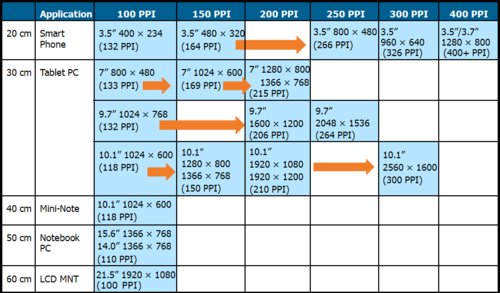 Application 100 PPI 150 PPI 200 PPI 250 PPI 300 PPI 400 PPI
20 cm Smart Phone 3.5″ 400 × 234 (132 PPI) 3.5″ 480 × 320 (164 PPI) 3.5″ 800 × 480 (266 PPI) 3.5″ 960 × 640 (326 PPI) 3.5″/3.7″ 1280 × 800 (400+ PPI)
30 cm Tablet PC 7″ 800 × 480 (133 PPI) 7″ 1024 × 600 (169 PPI) 7″ 1280 × 800 1366 × 768 (215 PPI)
9.7″ 1024 × 768 (132 PPI) 9.7″ 1600 × 1200 (206 PPI) 9.7″ 2048 × 1536 (264 PPI)
10.1″ 1024 × 600 (118 PPI) 10.1″ 1280 × 800 1366 × 768 (150 PPI) 10.1″ 1920 × 1080 1920 × 1200 (210 PPI) 10.1″ 2560 × 1600 (300 PPI)
40 cm Mini-Note 10.1″ 1024 × 600 (118 PPI)
50 cm Notebook PC 15.6″ 1366 × 768 14.0″ 1366 × 768 (110 PPI)
60 cm LCD MNT 21.5″ 1920 × 1080 (100 PPI)